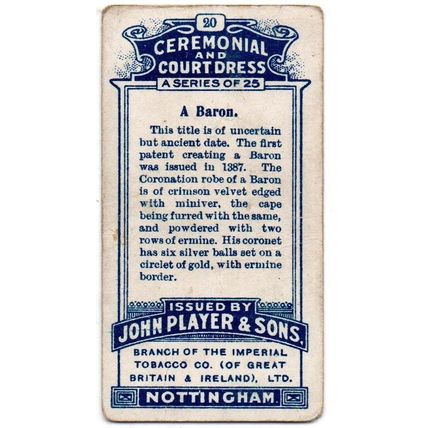 20
CEREMONIAL
AND
COURT DRESS
A SERIES OF 25
A Baron.
This title is of uncertain
but ancient date. The first
patent creating a Baron
was issued in 1387. The
Coronation robe of a Baron
is of crimson velvet edged
with miniver, the cape
being furred with the same,
and powdered with two
rows of ermine. His coronet
has six silver balls set on a
circlet of gold, with ermine
border.
ISSUED BY
JOHN PLAYER & SONS.
BRANCH OF THE IMPERIAL
TOBACCO CO. (OF GREAT
BRITAIN & IRELAND), LTD.
NOTTINGHAM.